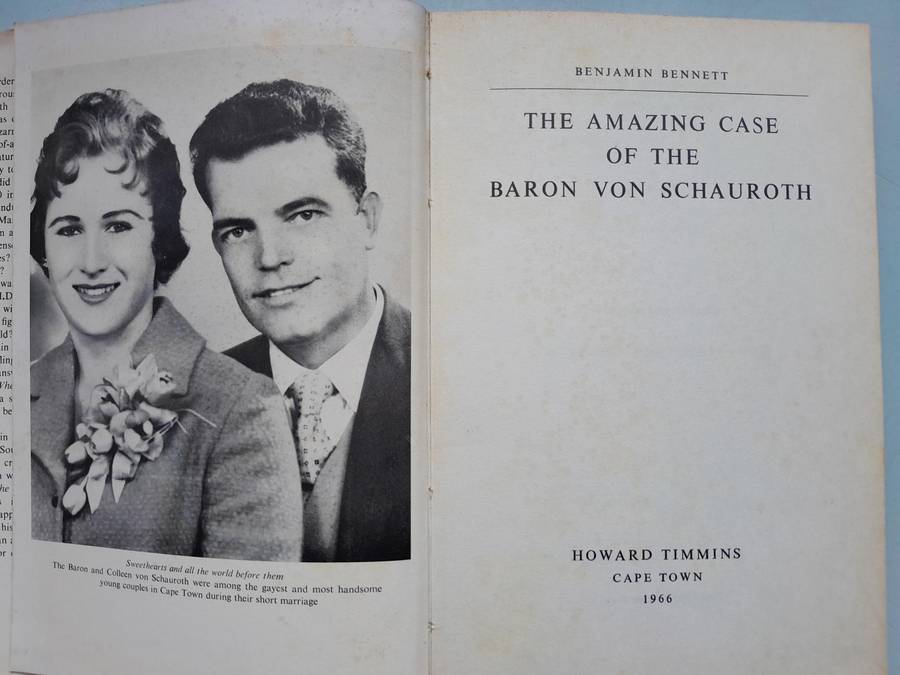 Sweethearts and all the world before them
The Baron and Colleen von Schauroth were among the gayest and most handsome
young couples in Cape Town during their short marriage
BENJAMIN BENNETT
THE AMAZING CASE
OF THE
BARON VON SCHAUROTH
HOWARD TIMMINS
CAPE TOWN
1966